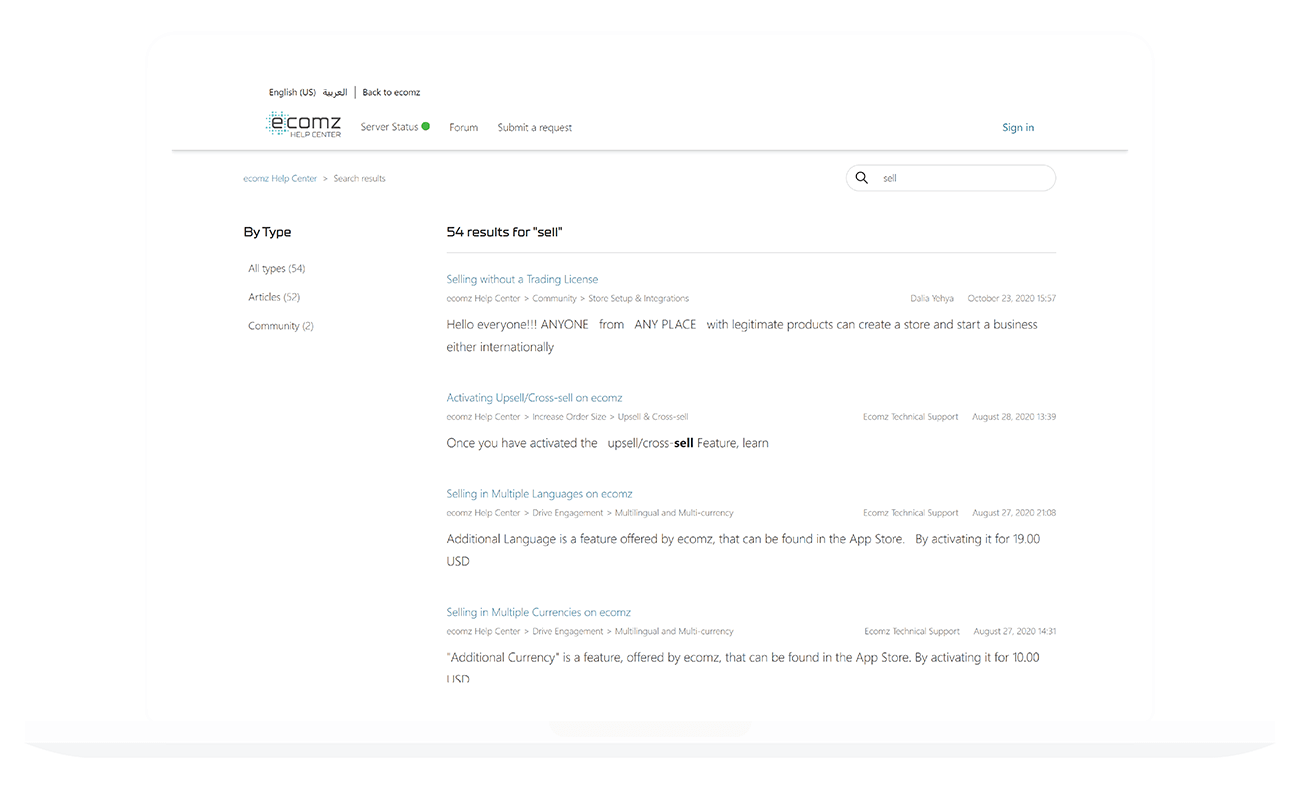 English (US) العربية | Back to ecomz
ecomz
HELP CENTER
Server Status Forum Submit a request Sign in
ecomz Help Center > Search results sell
By Type
All types (54)
Articles (52)
Community (2)
54 results for "sell"
Selling without a Trading License
ecomz Help Center > Community > Store Setup & Integrations Dalia Yehya October 23, 2020 15:57
Hello everyone!!! ANYONE from ANY PLACE with legitimate products can create a store and start a business
either internationally
Activating Upsell/Cross-sell on ecomz
ecomz Help Center > Increase Order Size > Upsell & Cross-sell Ecomz Technical Support August 28, 2020 13:39
Once you have activated the upsell/cross-sell Feature, learn
Selling in Multiple Languages on ecomz
ecomz Help Center > Drive Engagement > Multilingual and Multi-currency Ecomz Technical Support August 27, 2020 21:08
Additional Language is a feature offered by ecomz, that can be found in the App Store. By activating it for 19.00
USD
Selling in Multiple Currencies on ecomz
ecomz Help Center > Drive Engagement > Multilingual and Multi-currency Ecomz Technical Support August 27, 2020 14:31
"Additional Currency" is a feature, offered by ecomz, that can be found in the App Store. By activating it for 10.00
USD